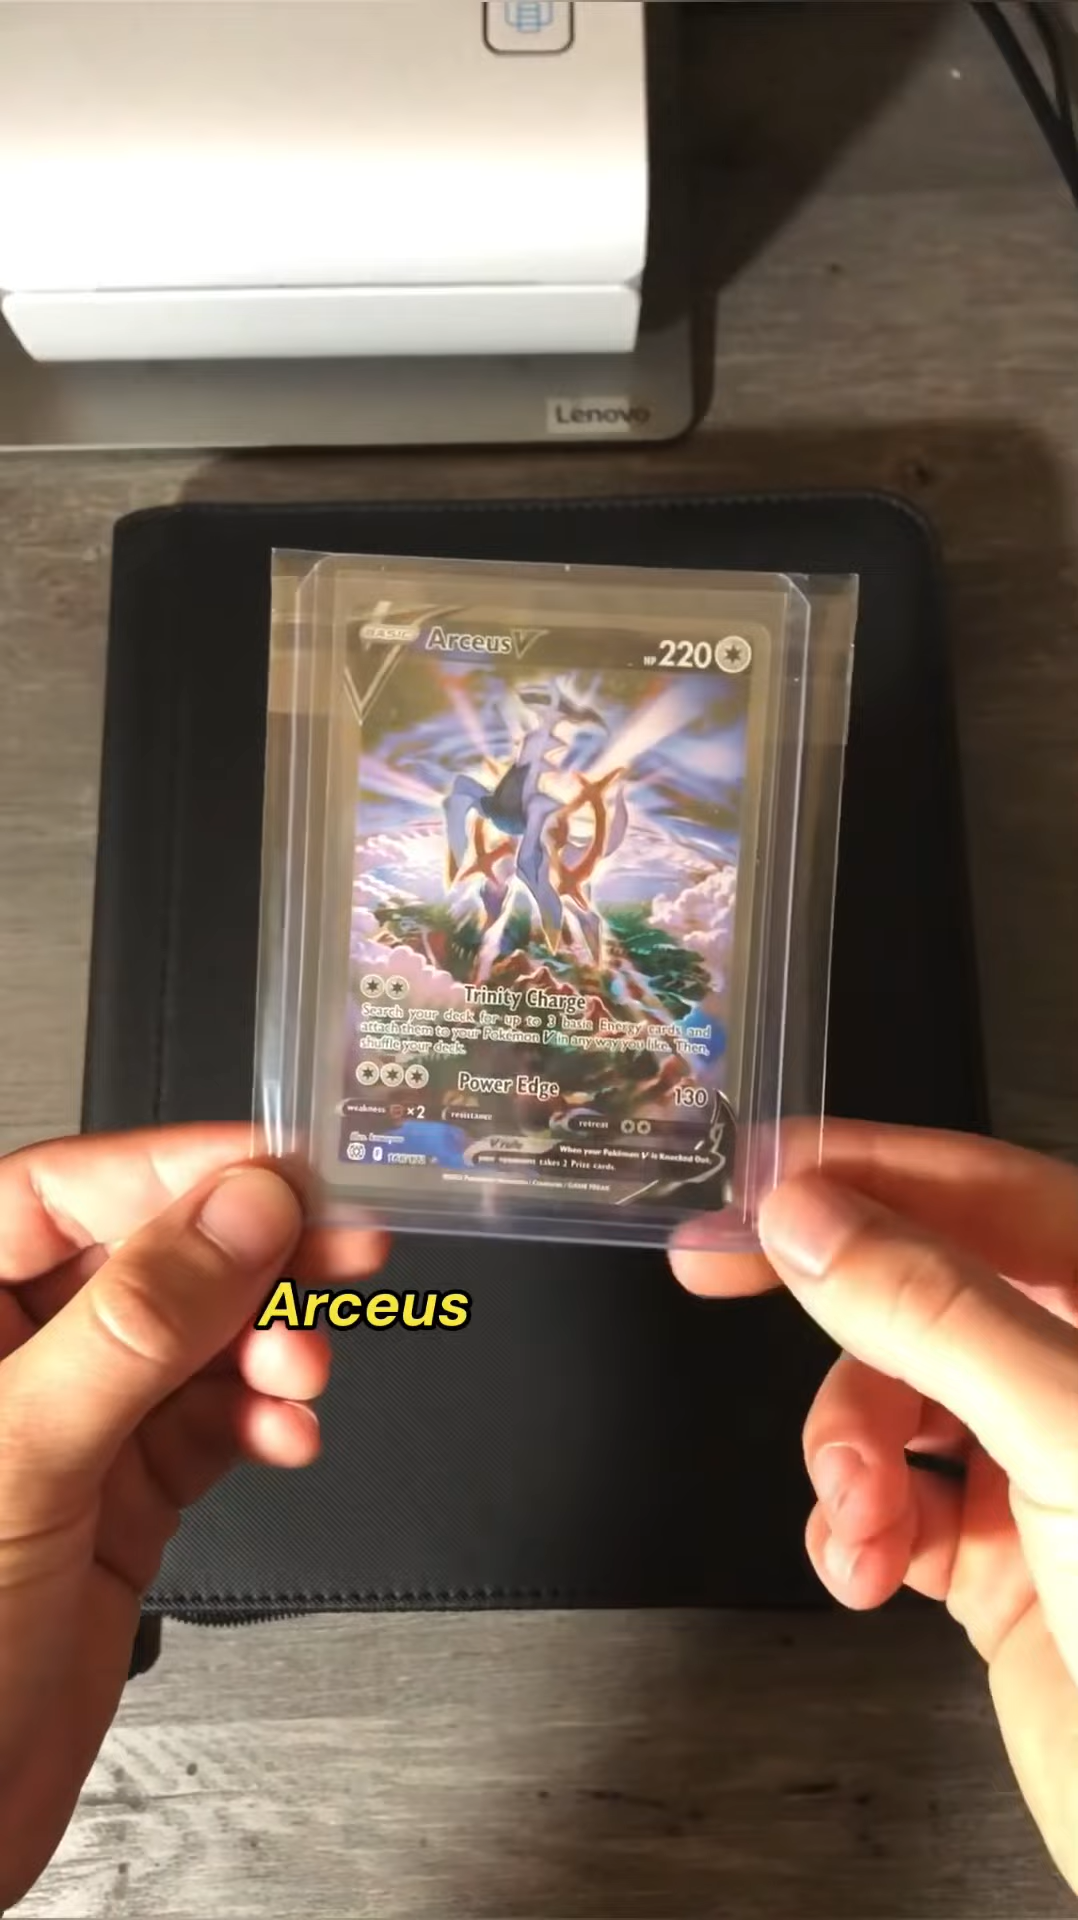 Lenovo
BASIC
Arceus V
HP 220
Trinity Charge
Search your deck for up to 3 basic Energy cards and
attach them to your Pokémon V in any way you like. Then,
shuffle your deck.
Power Edge 130
weakness ×2 resistance retreat
V rule When your Pokémon V is Knocked Out,
your opponent takes 2 Prize cards.
Illus.
Arceus